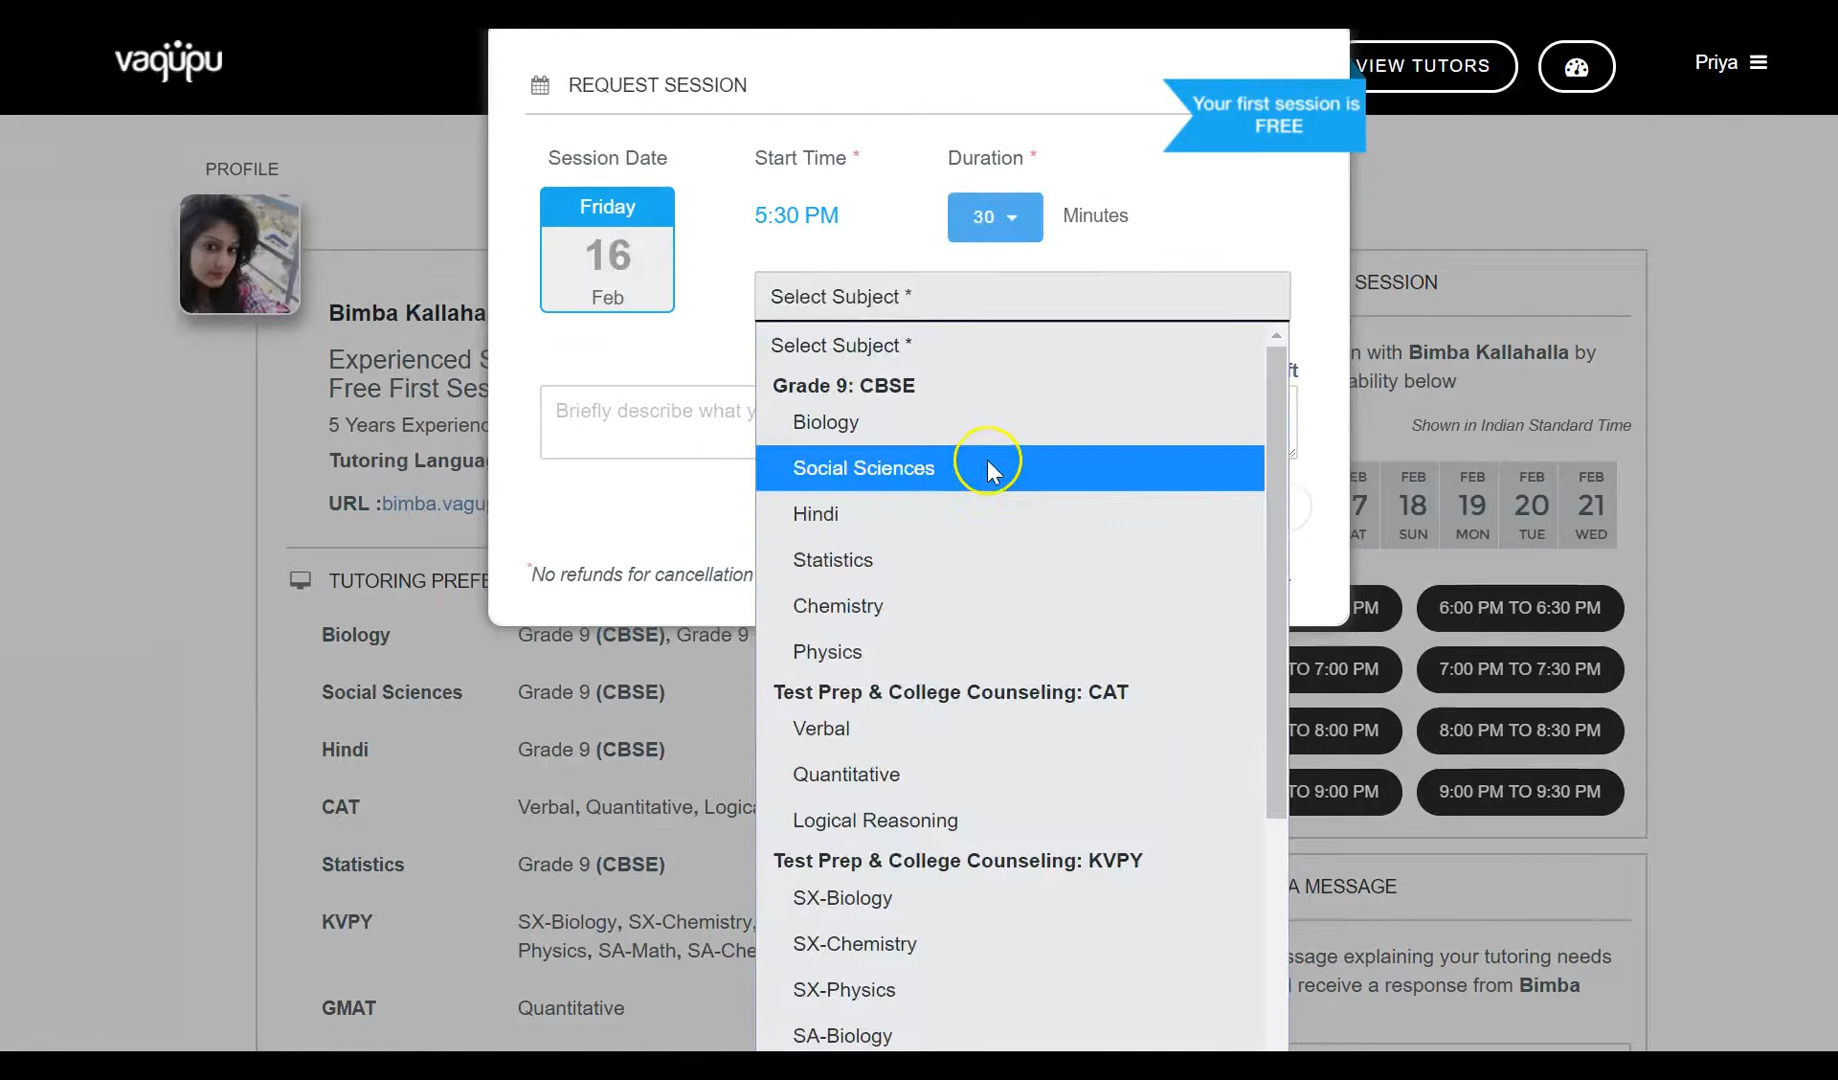 vaqupu
REQUEST SESSION
VIEW TUTORS
Priya
Your first session is
FREE
Session Date
Start Time *
Duration *
Friday
16
Feb
5:30 PM
30
Minutes
PROFILE
Select Subject *
Select Subject *
Grade 9: CBSE
Biology
Social Sciences
Hindi
Statistics
Chemistry
Physics
Test Prep & College Counseling: CAT
Verbal
Quantitative
Logical Reasoning
Test Prep & College Counseling: KVPY
SX-Biology
SX-Chemistry
SX-Physics
SA-Biology
Briefly describe what y
*No refunds for cancellation
Bimba Kallaha
Experienced S
Free First Ses
5 Years Experienc
Tutoring Langua
URL :bimba.vagu
TUTORING PREFE
Biology Grade 9 (CBSE), Grade 9
Social Sciences Grade 9 (CBSE)
Hindi Grade 9 (CBSE)
CAT Verbal, Quantitative, Logica
Statistics Grade 9 (CBSE)
KVPY SX-Biology, SX-Chemistry,
Physics, SA-Math, SA-Che
GMAT Quantitative
SESSION
n with Bimba Kallahalla by
ability below
Shown in Indian Standard Time
EB FEB FEB FEB FEB
7 18 19 20 21
AT SUN MON TUE WED
PM 6:00 PM TO 6:30 PM
TO 7:00 PM 7:00 PM TO 7:30 PM
TO 8:00 PM 8:00 PM TO 8:30 PM
TO 9:00 PM 9:00 PM TO 9:30 PM
A MESSAGE
ssage explaining your tutoring needs
receive a response from Bimba